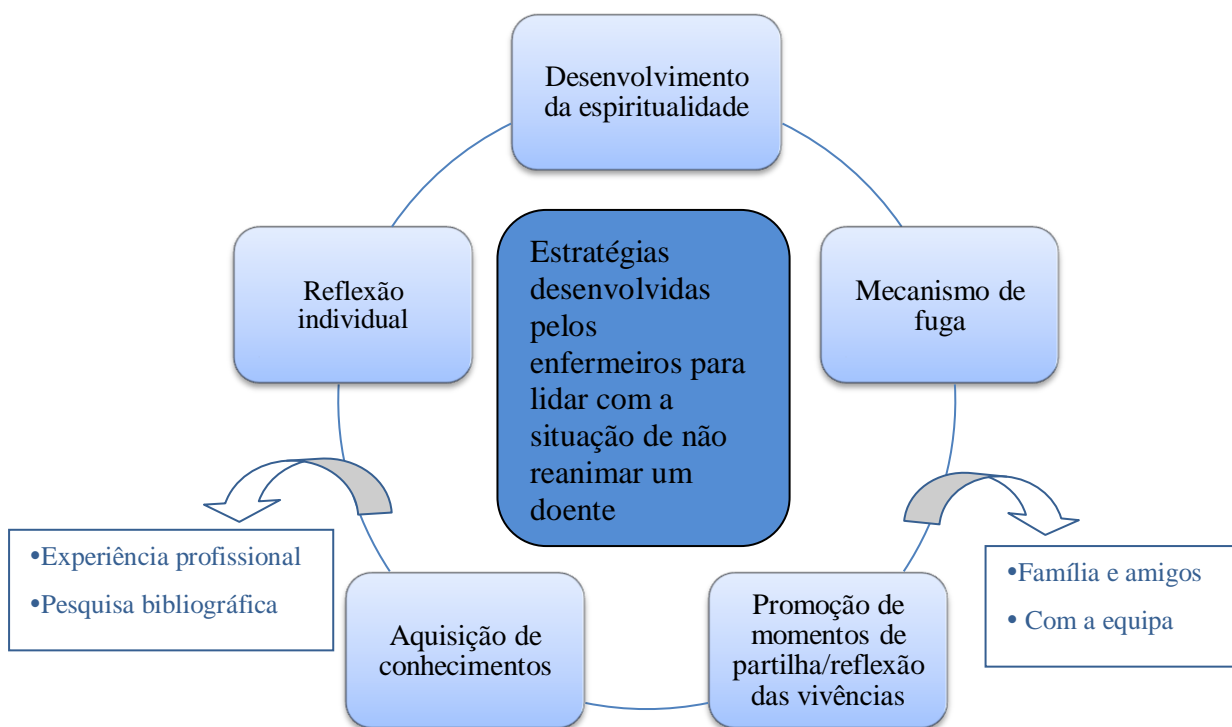 Desenvolvimento
da espiritualidade
Reflexão
individual
Estratégias
desenvolvidas
pelos
enfermeiros para
lidar com a
situação de não
reanimar um
doente
Mecanismo de
fuga
•Experiência profissional
•Pesquisa bibliográfica
Aquisição de
conhecimentos
Promoção de
momentos de
partilha/reflexão
das vivências
•Família e amigos
• Com a equipa